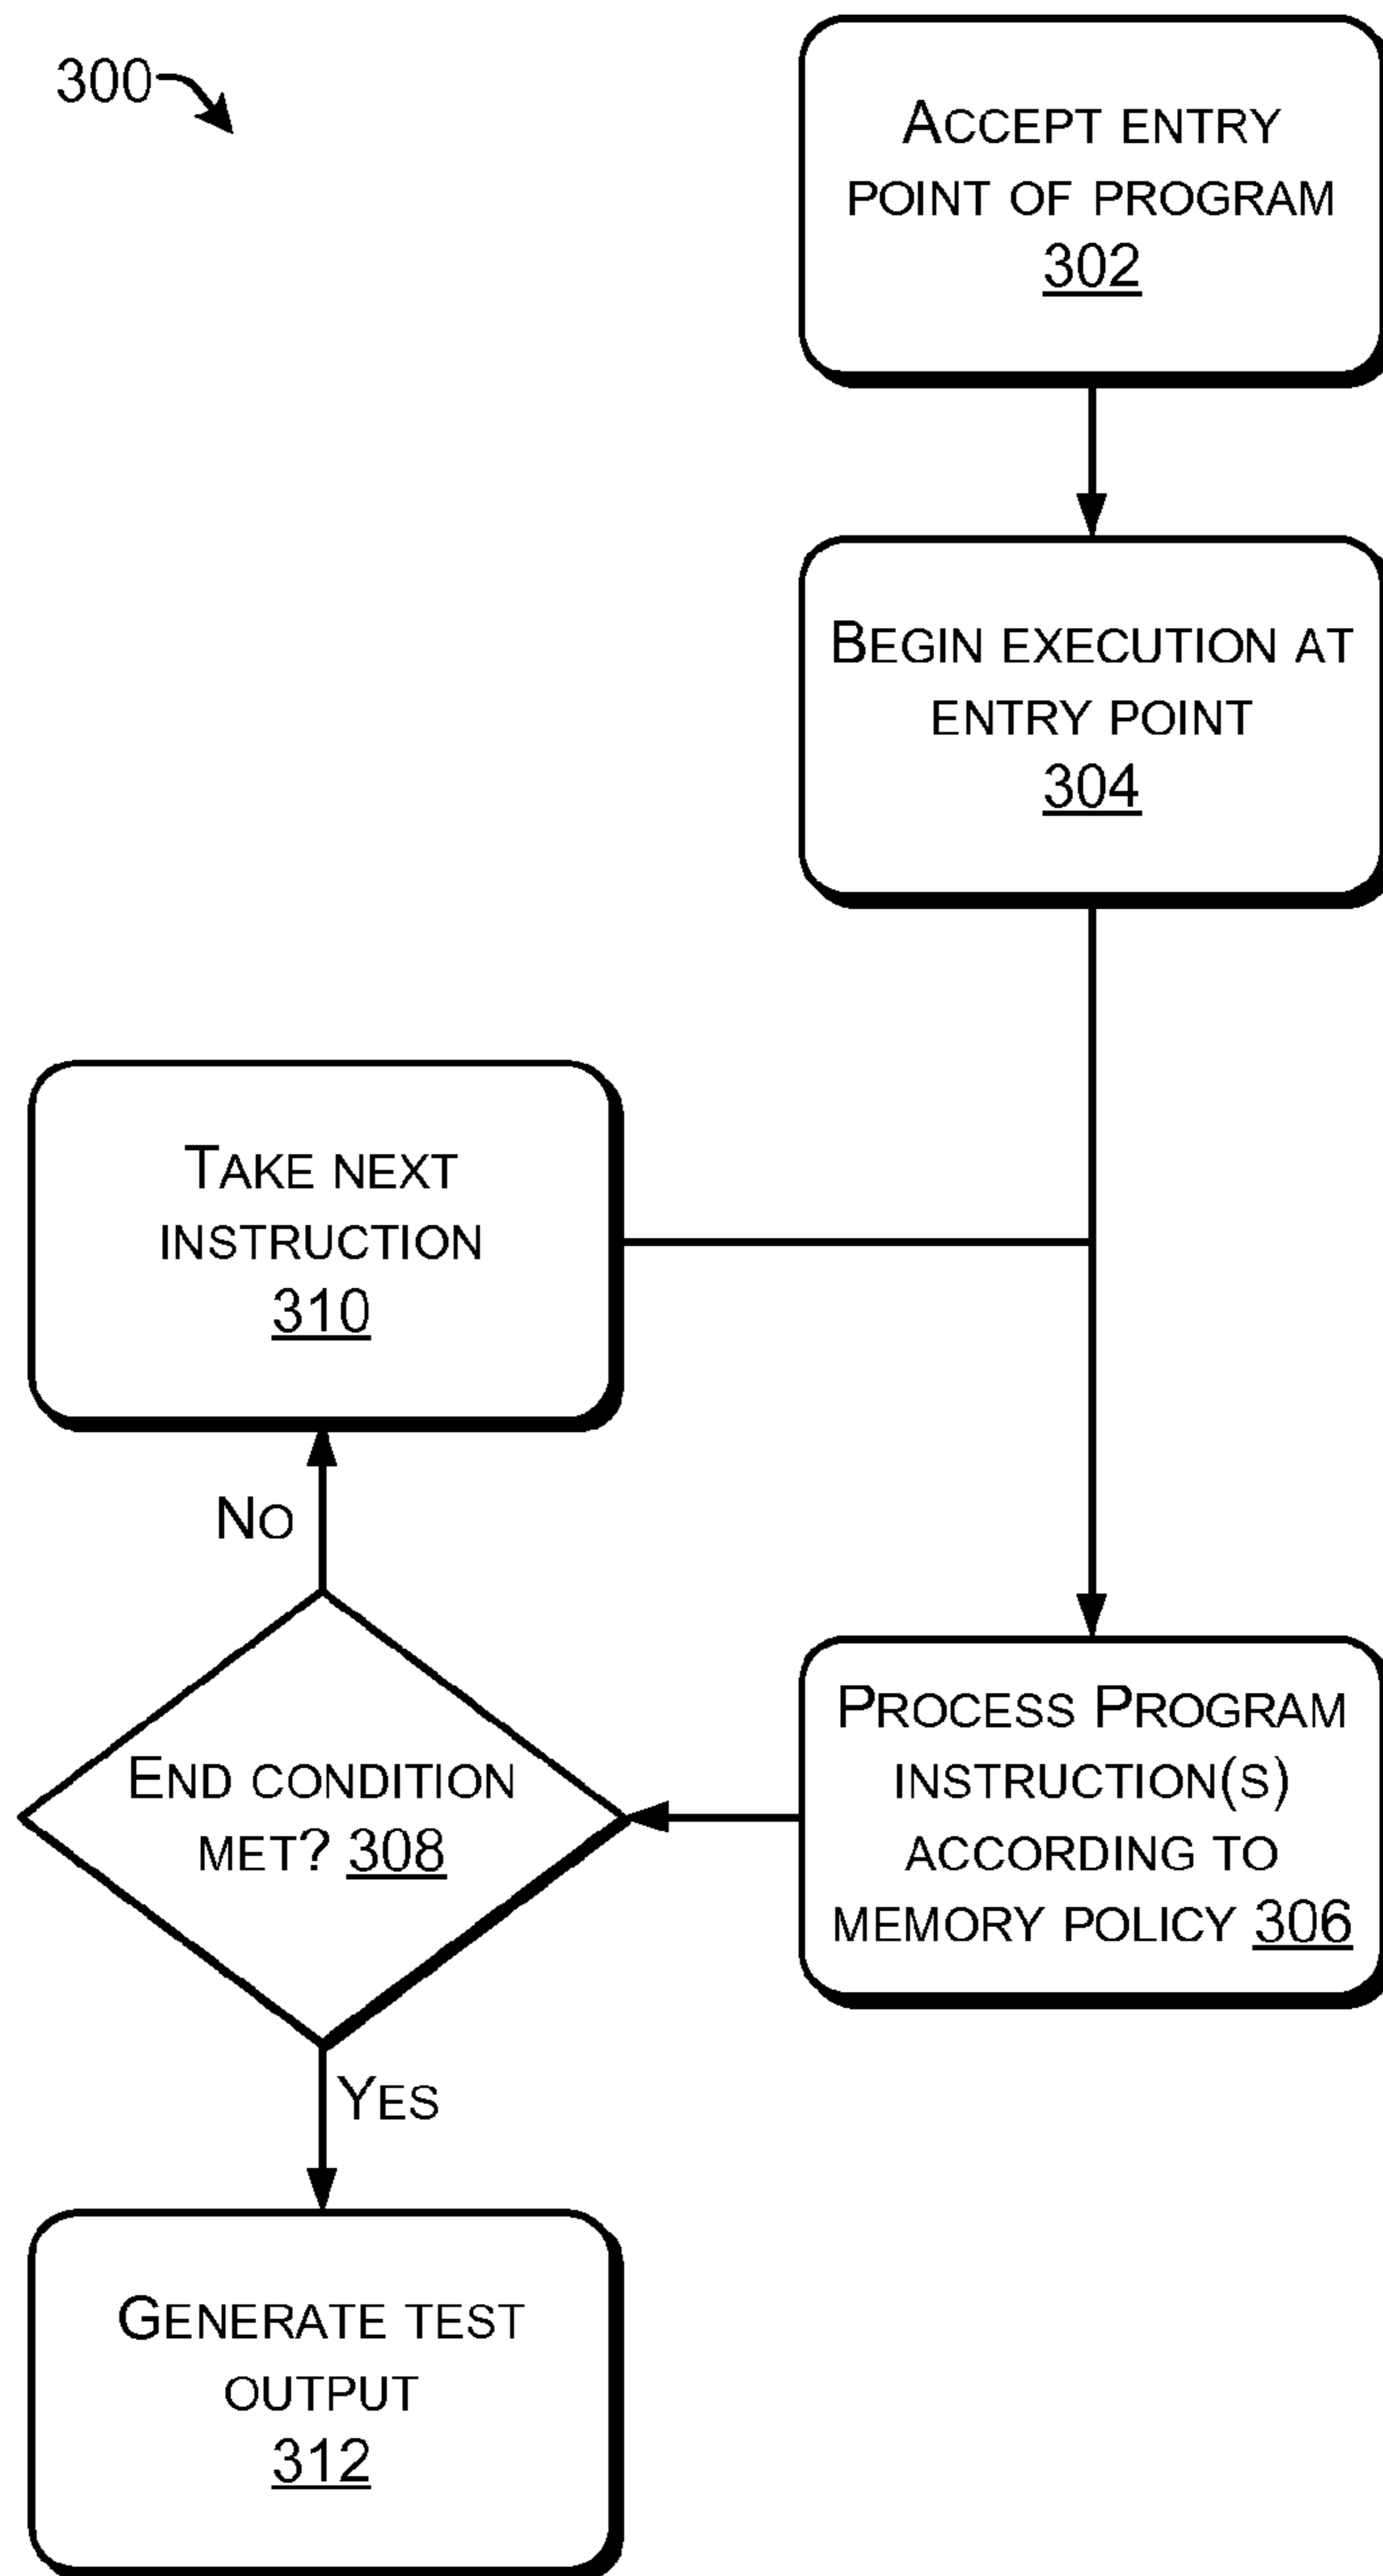 300
ACCEPT ENTRY
POINT OF PROGRAM
302
BEGIN EXECUTION AT
ENTRY POINT
304
TAKE NEXT
INSTRUCTION
310
NO
PROCESS PROGRAM
INSTRUCTION(S)
ACCORDING TO
MEMORY POLICY 306
END CONDITION
MET? 308
YES
GENERATE TEST
OUTPUT
312